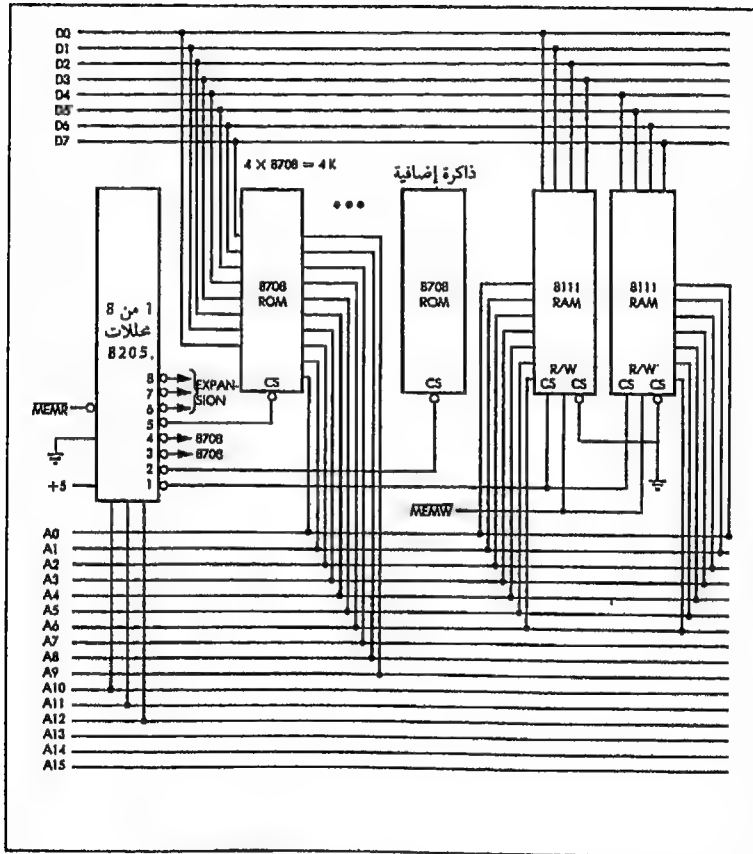 D0
D1
D2
D3
D4
D5
D6
D7
4 X 8708 = 4 K
ذاكرة إضافية
1 من 8
محللات
8205.
8708
ROM
8708
ROM
8111
RAM
8111
RAM
R/W
R/W'
CS
CS
CS
CS
CS
CS
8
7
6
5
4
3
2
1
EXPAN-
SION
8708
8708
MEMR
+5
MEMW
A0
A1
A2
A3
A4
A5
A6
A7
A8
A9
A10
A11
A12
A13
A14
A15